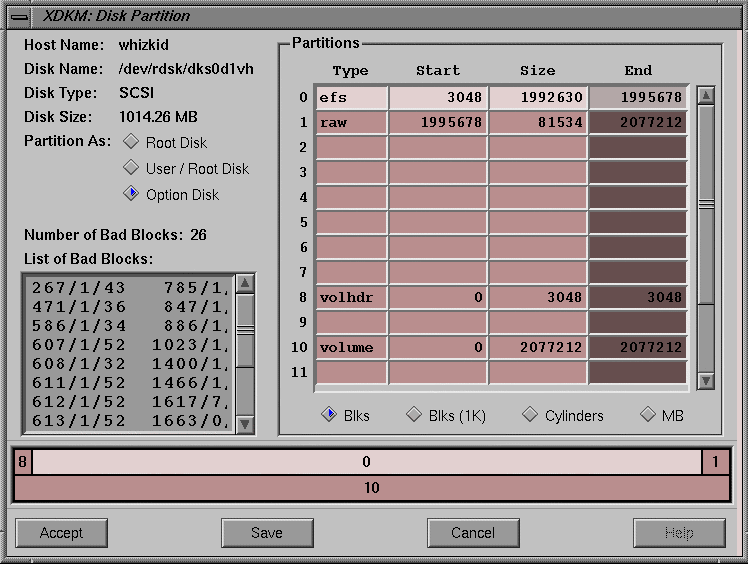 XDKM: Disk Partition
Host Name: whizkid
Disk Name: /dev/rdsk/dks0d1vh
Disk Type: SCSI
Disk Size: 1014.26 MB
Partition As: Root Disk
User / Root Disk
Option Disk
Number of Bad Blocks: 26
List of Bad Blocks:
267/1/43 785/1,
471/1/36 847/1,
586/1/34 886/1,
607/1/52 1023/1,
608/1/32 1400/1,
611/1/52 1466/1,
612/1/52 1617/7,
613/1/52 1663/0,
Partitions
Type Start Size End
0 efs 3048 1992630 1995678
1 raw 1995678 81534 2077212
2
3
4
5
6
7
8 volhdr 0 3048 3048
9
10 volume 0 2077212 2077212
11
Blks Blks (1K) Cylinders MB
8 0 1
10
Accept Save Cancel Help